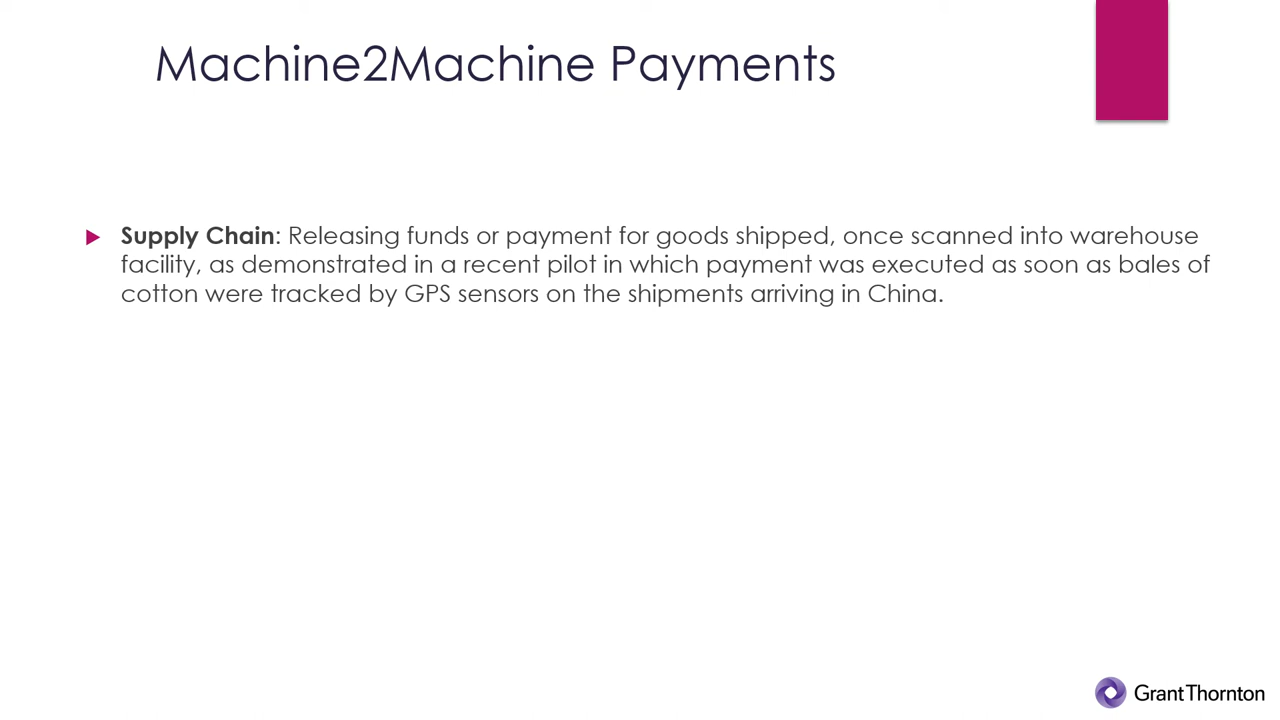 Machine2Machine Payments
Supply Chain: Releasing funds or payment for goods shipped, once scanned into warehouse
facility, as demonstrated in a recent pilot in which payment was executed as soon as bales of
cotton were tracked by GPS sensors on the shipments arriving in China.
GrantThornton